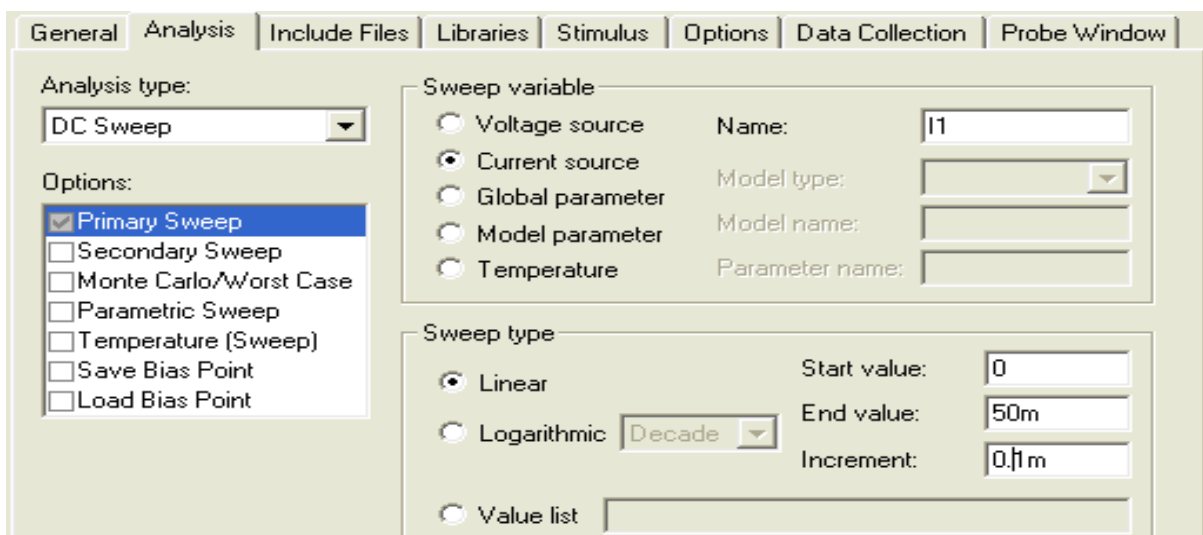 General Analysis Include Files Libraries Stimulus Options Data Collection Probe Window
Analysis type:
DC Sweep
Options:
Primary Sweep
Secondary Sweep
Monte Carlo/Worst Case
Parametric Sweep
Temperature (Sweep)
Save Bias Point
Load Bias Point
Sweep variable
Voltage source
Current source
Global parameter
Model parameter
Temperature
Name: I1
Model type:
Model name:
Parameter name:
Sweep type
Linear
Logarithmic Decade
Value list
Start value: 0
End value: 50m
Increment: 0.1m